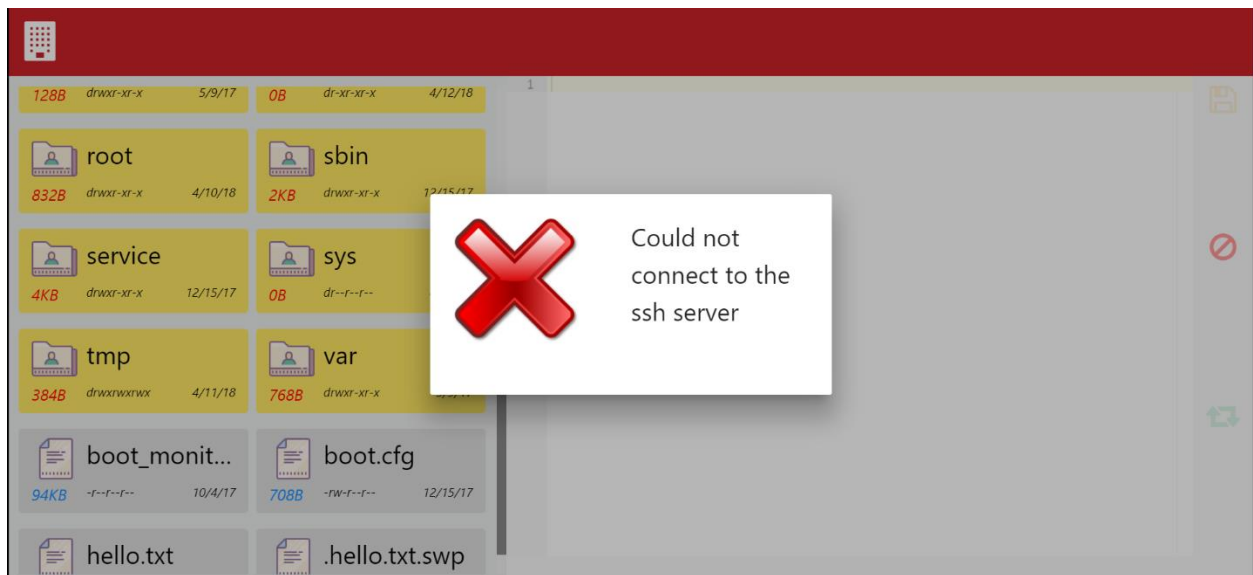 128B drwxr-xr-x 5/9/17 0B dr-xr-xr-x 4/12/18
1
root sbin
832B drwxr-xr-x 4/10/18 2KB drwxr-xr-x 12/15/17
Could not
connect to the
ssh server
service sys
4KB drwxr-xr-x 12/15/17 0B dr--r--r--
tmp var
384B drwxrwxrwx 4/11/18 768B drwxr-xr-x
boot_monit... boot.cfg
94KB -r--r--r-- 10/4/17 708B -rw-r--r-- 12/15/17
hello.txt .hello.txt.swp